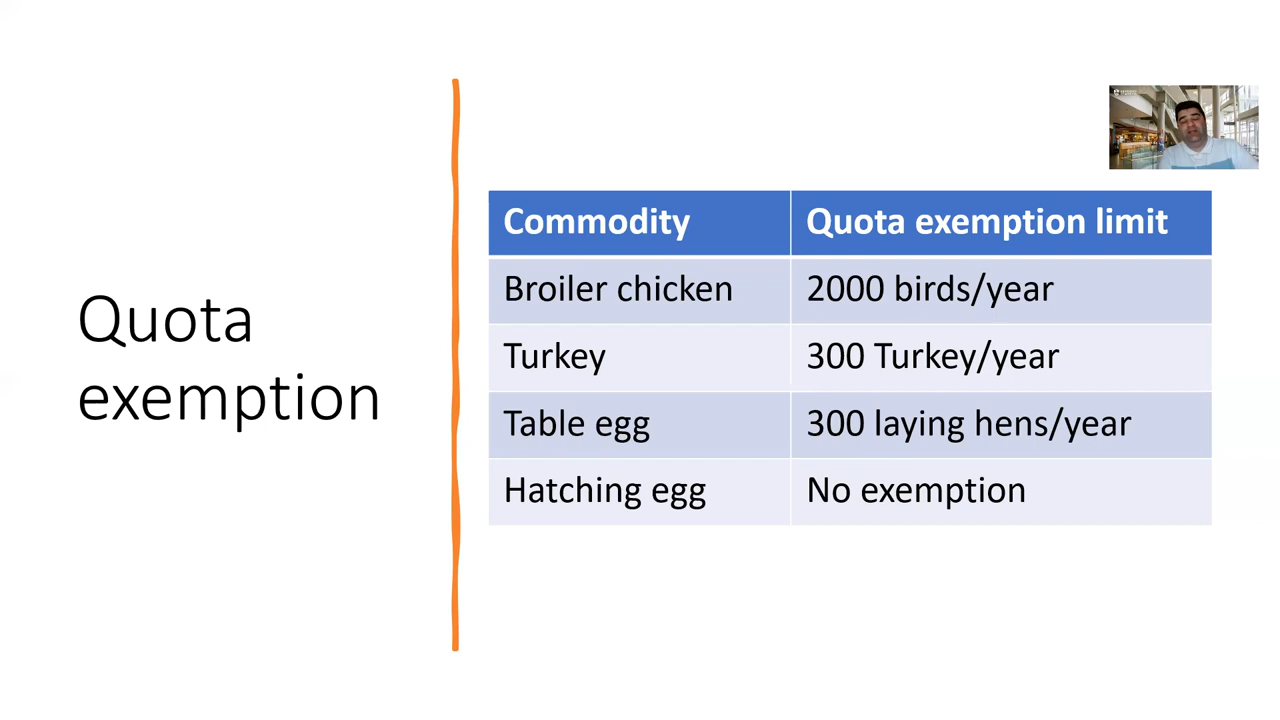 Quota
exemption
Commodity Quota exemption limit
Broiler chicken 2000 birds/year
Turkey 300 Turkey/year
Table egg 300 laying hens/year
Hatching egg No exemption